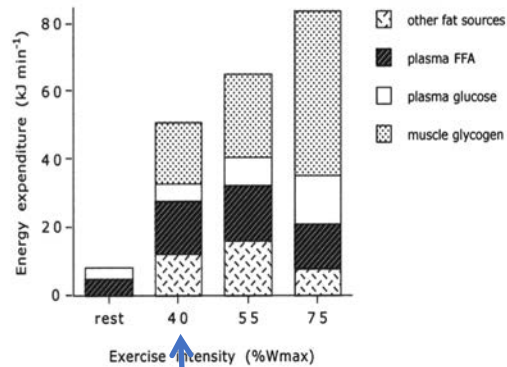 80
60
40
20
0
Energy expenditure (kJ min⁻¹)
rest 40 55 75
Exercise intensity (%Wmax)
other fat sources
plasma FFA
plasma glucose
muscle glycogen